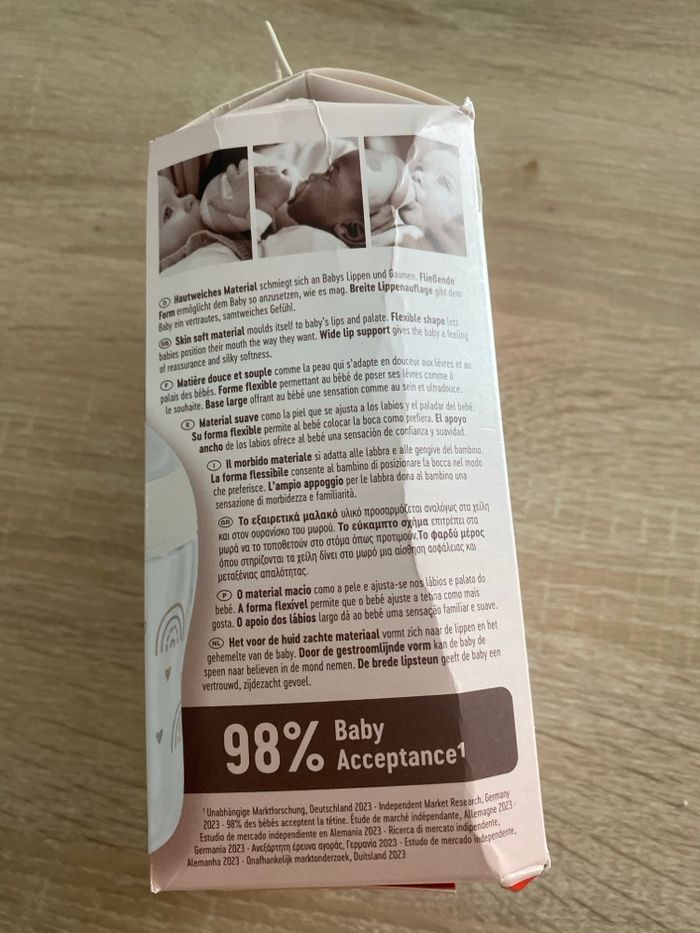 D Hautweiches Material schmiegt sich an Babys Lippen und Gaumen. Fließende
Form ermöglicht dem Baby so anzusetzen, wie es mag. Breite Lippenauflage gibt dem
Baby ein vertrautes, samtweiches Gefühl.
GB Skin soft material moulds itself to baby's lips and palate. Flexible shape lets
babies position their mouth the way they want. Wide lip support gives the baby a feeling
of reassurance and silky softness.
F Matière douce et souple comme la peau qui s'adapte en douceur aux lèvres et au
palais des bébés. Forme flexible permettant au bébé de poser ses lèvres comme il
le souhaite. Base large offrant au bébé une sensation comme au sein et ultradouce.
E Material suave como la piel que se ajusta a los labios y el paladar del bebé.
Su forma flexible permite al bebé colocar la boca como prefiera. El apoyo
ancho de los labios ofrece al bebé una sensación de confianza y suavidad.
I Il morbido materiale si adatta alle labbra e alle gengive del bambino.
La forma flessibile consente al bambino di posizionare la bocca nel modo
che preferisce. L'ampio appoggio per le labbra dona al bambino una
sensazione di morbidezza e familiarità.
GR Το εξαιρετικά μαλακό υλικό προσαρμόζεται αναλόγως στα χείλη
και στον ουρανίσκο του μωρού. Το εύκαμπτο σχήμα επιτρέπει στα
μωρά να το τοποθετούν στο στόμα όπως προτιμούν.Το φαρδύ μέρος
όπου στηρίζονται τα χείλη δίνει στο μωρό μια αίσθηση ασφάλειας και
μεταξένιας απαλότητας.
P O material macio como a pele e ajusta-se nos lábios e palato do
bebé. A forma flexível permite que o bebé ajuste a tetina como mais
gosta. O apoio dos lábios largo dá ao bebé uma sensação familiar e suave.
NL Het voor de huid zachte materiaal vormt zich naar de lippen en het
gehemelte van de baby. Door de gestroomlijnde vorm kan de baby de
speen naar believen in de mond nemen. De brede lipsteun geeft de baby een
vertrouwd, zijdezacht gevoel.
98% Baby
Acceptance¹
¹ Unabhängige Marktforschung, Deutschland 2023 · Independent Market Research, Germany
2023 · 98% des bébés acceptent la tétine. Étude de marché indépendante, Allemagne 2023 ·
Estudio de mercado independiente en Alemania 2023 · Ricerca di mercato indipendente,
Germania 2023 · Ανεξάρτητη έρευνα αγοράς, Γερμανία 2023 · Estudo de mercado independente,
Alemanha 2023 · Onafhankelijk marktonderzoek, Duitsland 2023